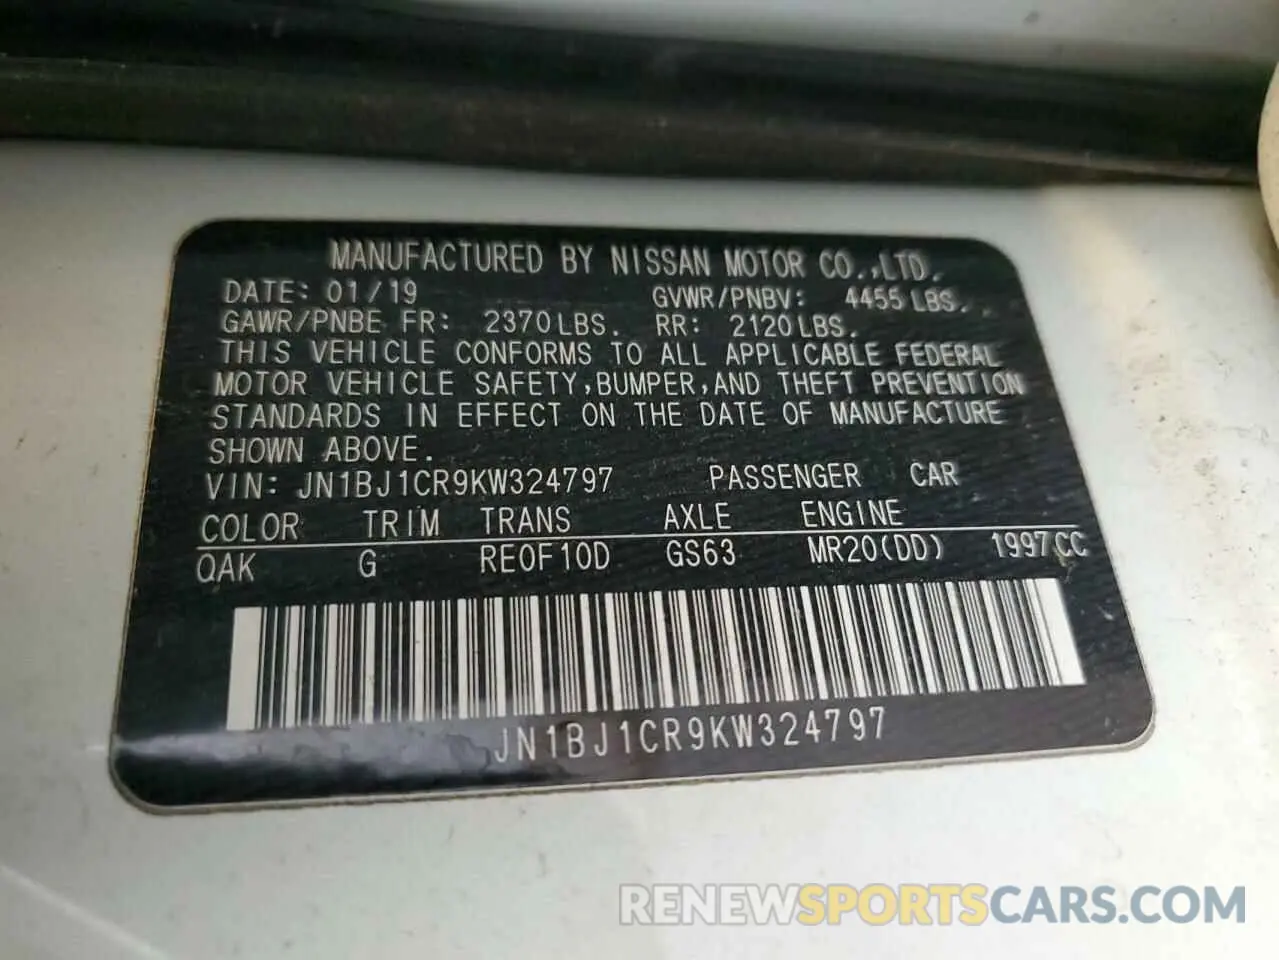 MANUFACTURED BY NISSAN MOTOR CO.,LTD.
DATE: 01/19 GVWR/PNBV: 4455 LBS.
GAWR/PNBE FR: 2370LBS. RR: 2120LBS.
THIS VEHICLE CONFORMS TO ALL APPLICABLE FEDERAL
MOTOR VEHICLE SAFETY,BUMPER,AND THEFT PREVENTION
STANDARDS IN EFFECT ON THE DATE OF MANUFACTURE
SHOWN ABOVE.
VIN: JN1BJ1CR9KW324797 PASSENGER CAR
COLOR TRIM TRANS AXLE ENGINE
QAK G RE0F10D GS63 MR20(DD) 1997CC
JN1BJ1CR9KW324797
RENEWSPORTSCARS.COM